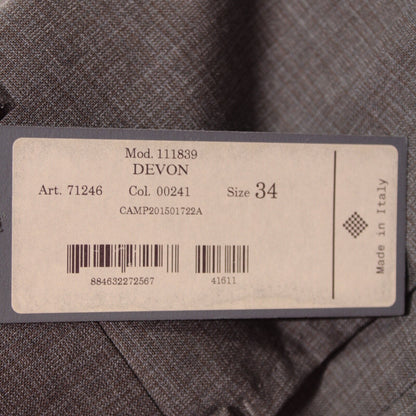 Mod. 111839
DEVON
Art. 71246 Col. 00241 Size 34
CAMP201501722A
884632272567 41611
Made in Italy